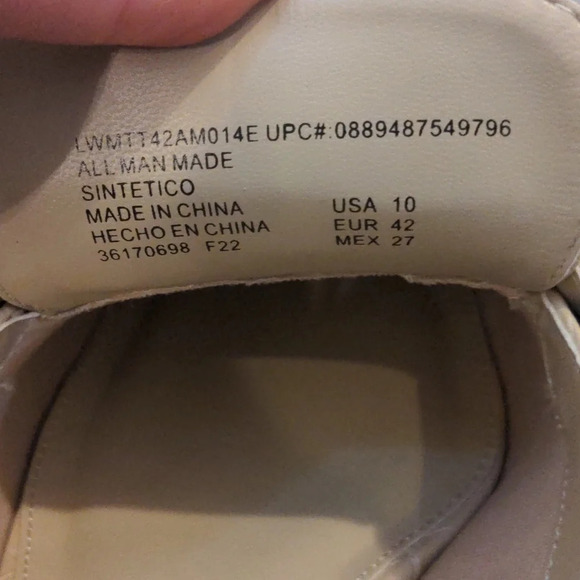 LWMTT42AM014E UPC#:0889487549796
ALL MAN MADE
SINTETICO
MADE IN CHINA USA 10
HECHO EN CHINA EUR 42
36170698 F22 MEX 27